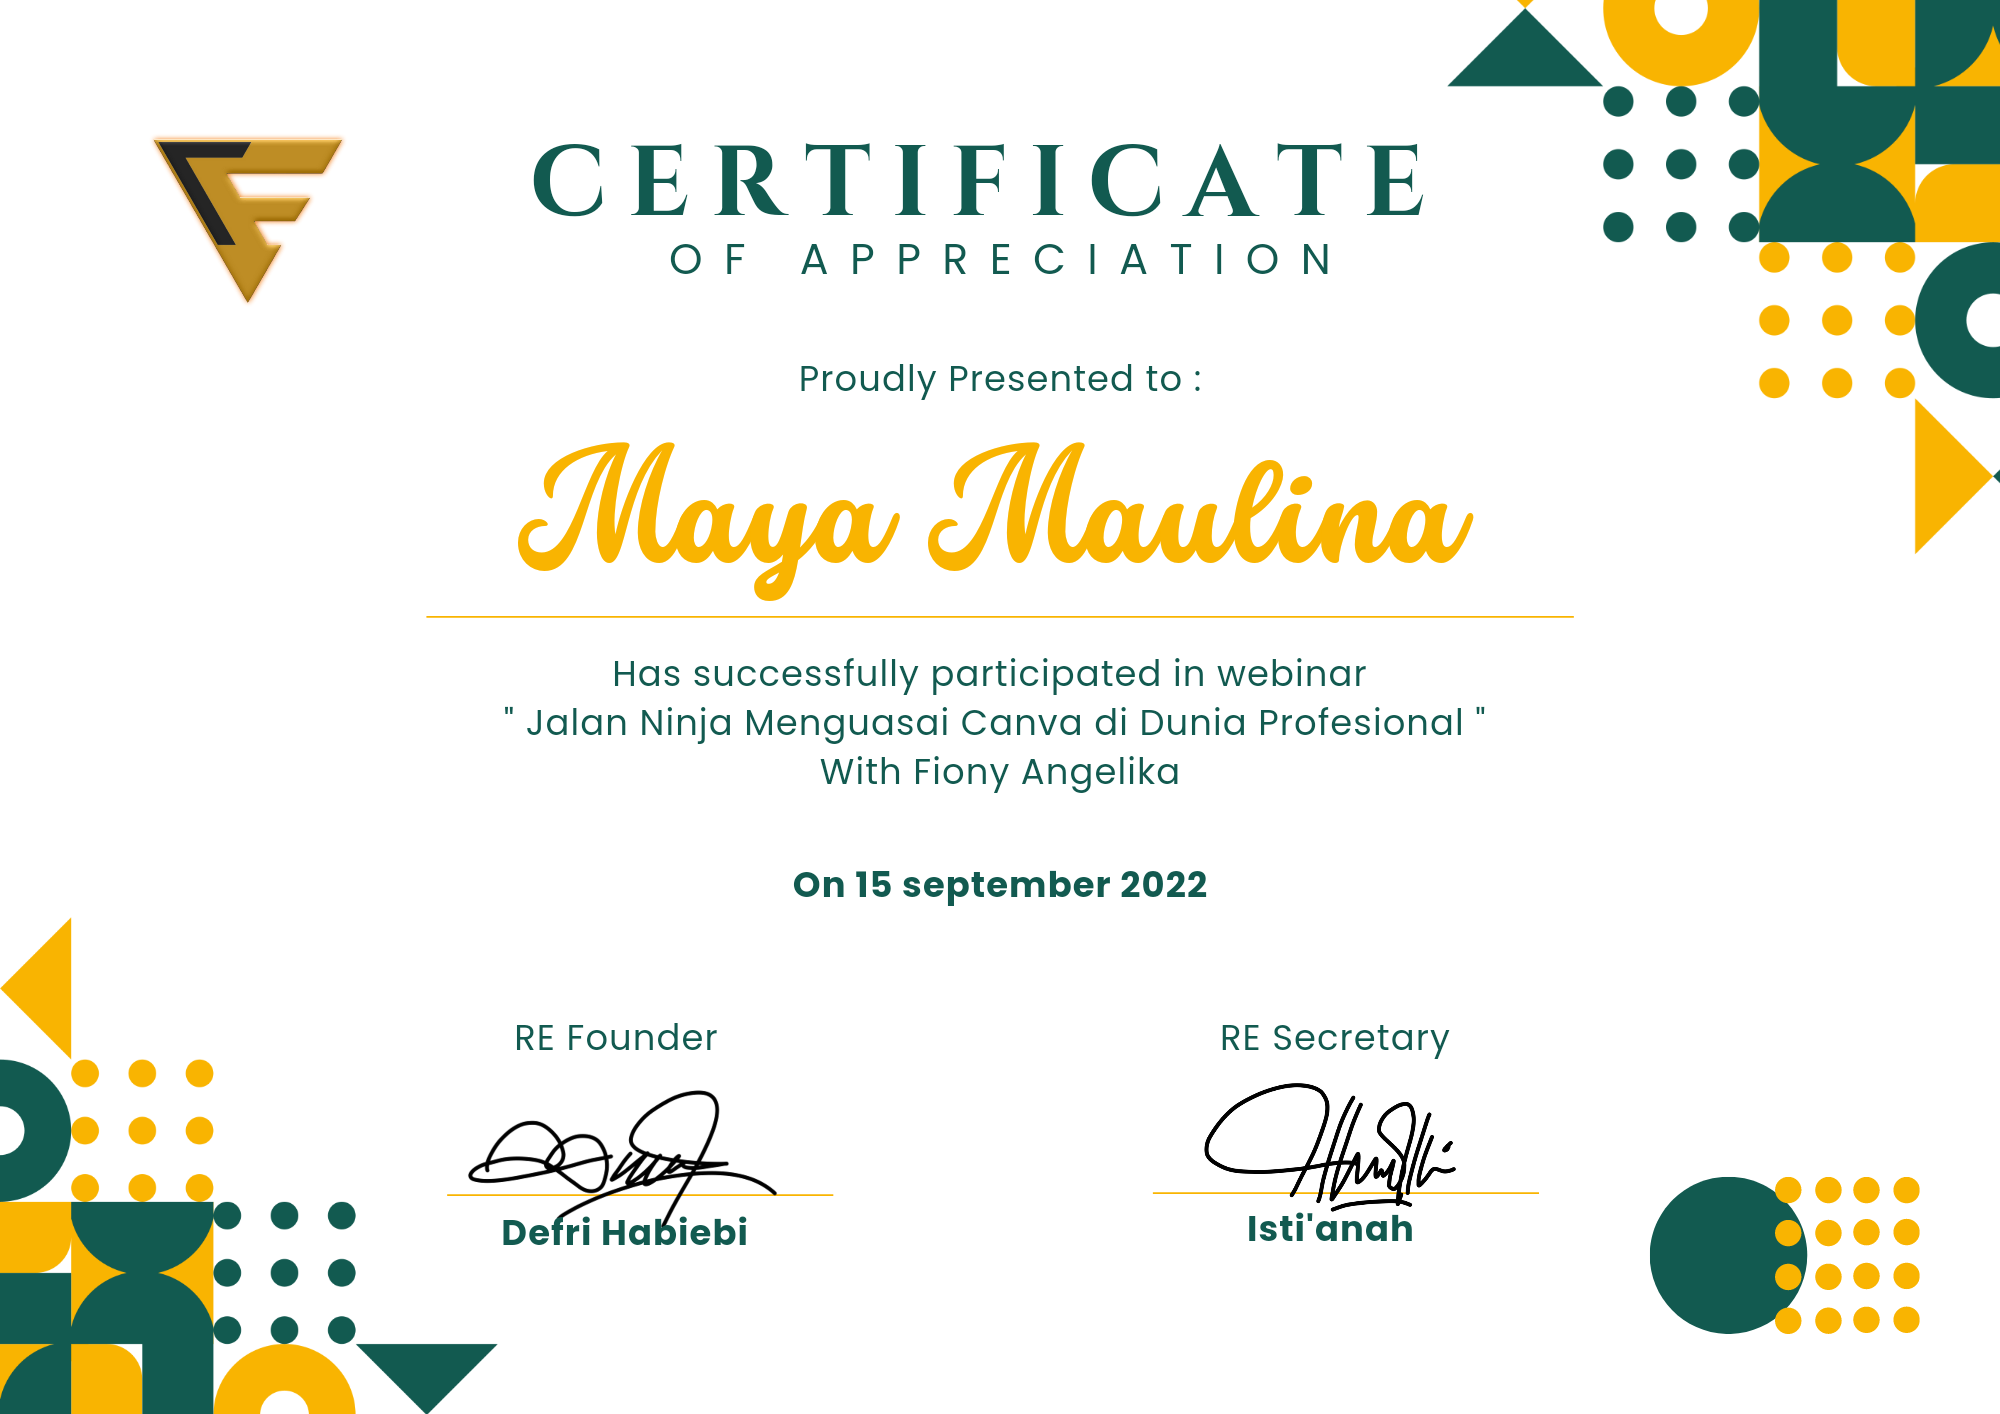 CERTIFICATE
OF APPRECIATION
Proudly Presented to :
Maya Maulina
Has successfully participated in webinar
" Jalan Ninja Menguasai Canva di Dunia Profesional "
With Fiony Angelika
On 15 september 2022
RE Founder
RE Secretary
Defri Habiebi
Isti'anah